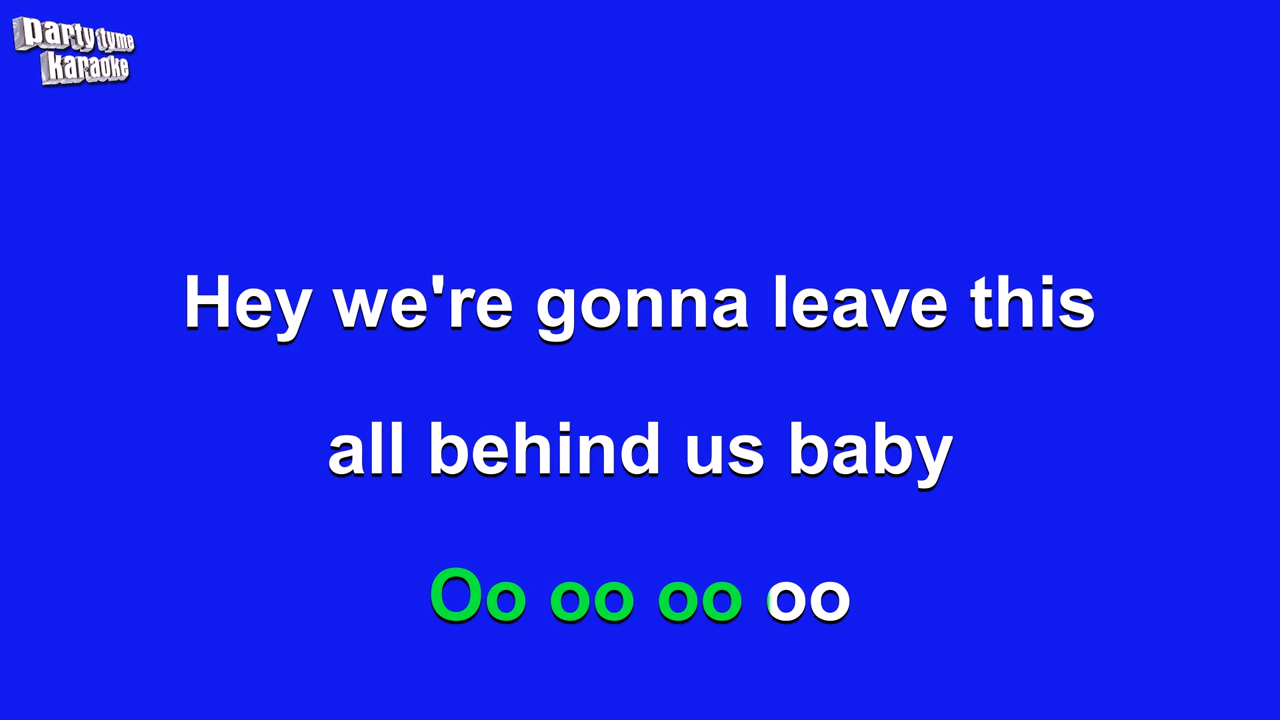 party tyme
karaoke
Hey we're gonna leave this
all behind us baby
Oo oo oo oo